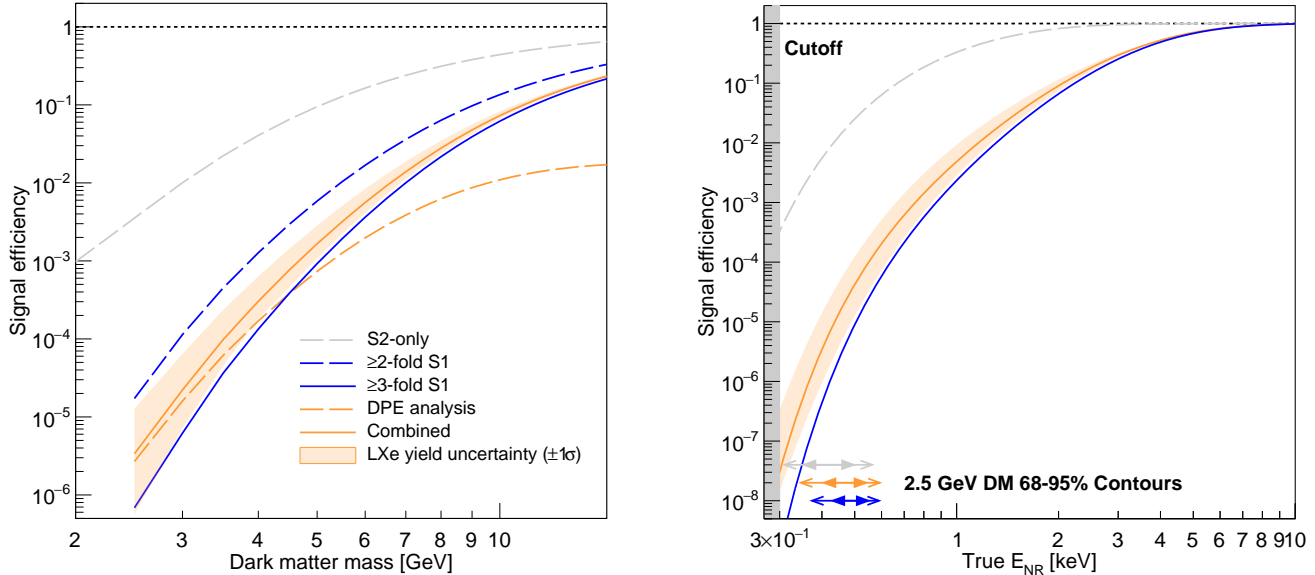 1
10⁻¹
10⁻²
10⁻³
10⁻⁴
10⁻⁵
10⁻⁶
Signal efficiency
S2-only
≥2-fold S1
≥3-fold S1
DPE analysis
Combined
LXe yield uncertainty (±1σ)
2 3 4 5 6 7 8 9 10
Dark matter mass [GeV]
1
10⁻¹
10⁻²
10⁻³
10⁻⁴
10⁻⁵
10⁻⁶
10⁻⁷
10⁻⁸
Signal efficiency
Cutoff
2.5 GeV DM 68-95% Contours
3×10⁻¹ 1 2 3 4 5 6 7 8 9 10
True E_NR [keV]